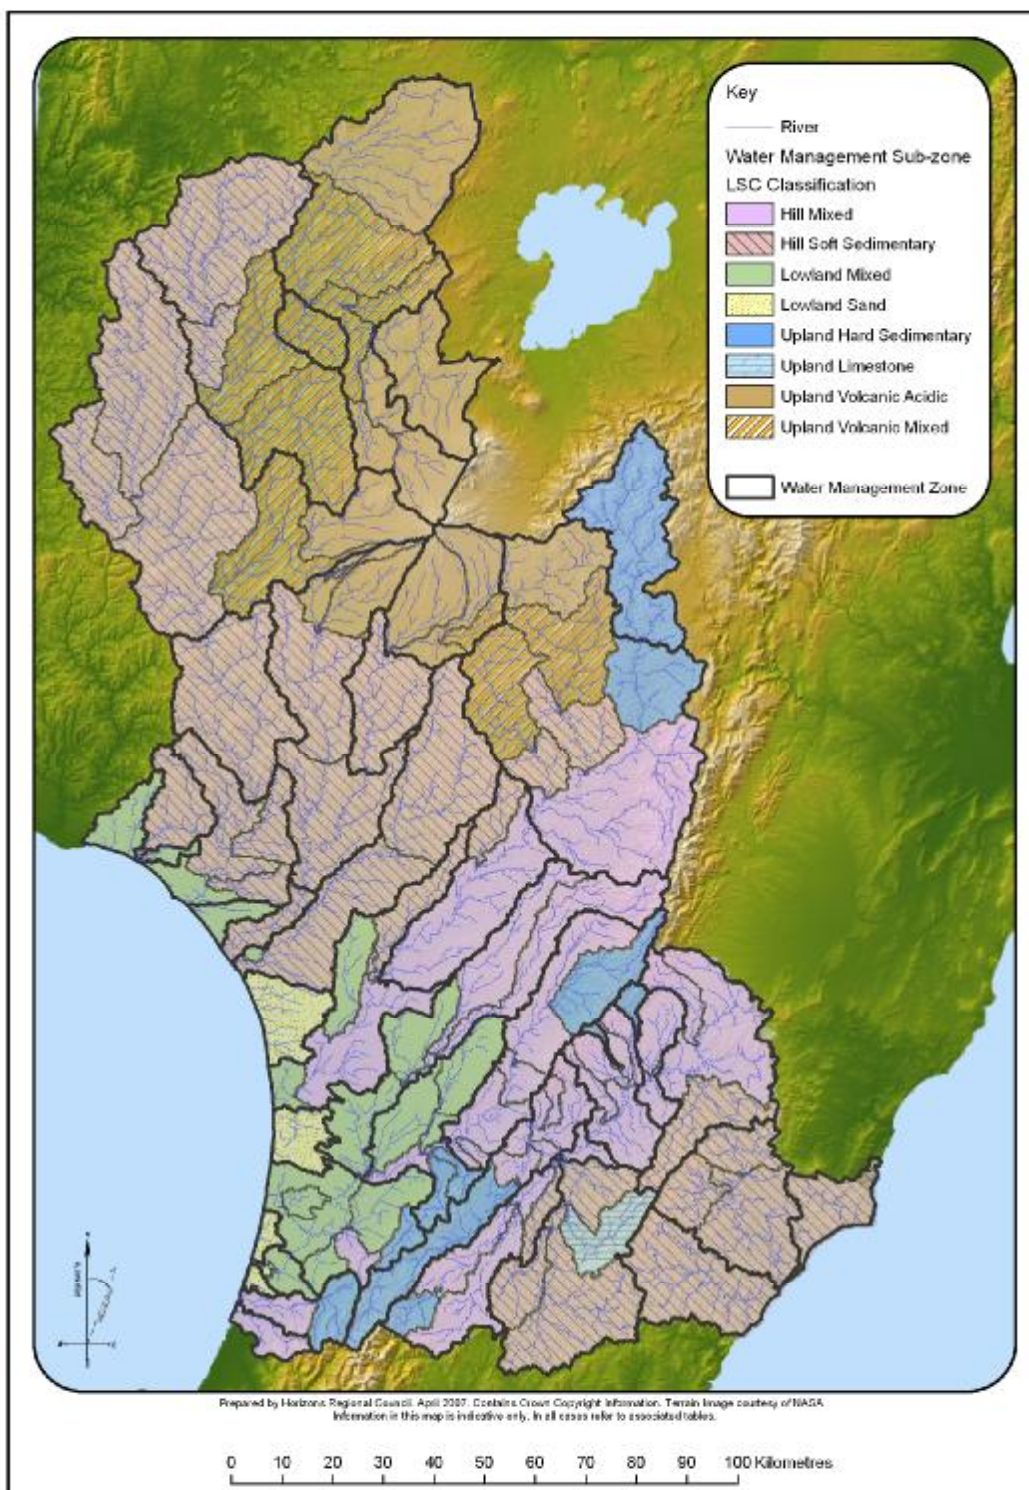 Key
River
Water Management Sub-zone
LSC Classification
Hill Mixed
Hill Soft Sedimentary
Lowland Mixed
Lowland Sand
Upland Hard Sedimentary
Upland Limestone
Upland Volcanic Acidic
Upland Volcanic Mixed
Water Management Zone
Prepared by Horizons Regional Council. April 2007. Contains Crown Copyright Information. Terrain Image courtesy of NASA
Information in this map is indicative only. In all cases refer to associated tables.
0 10 20 30 40 50 60 70 80 90 100 Kilometres